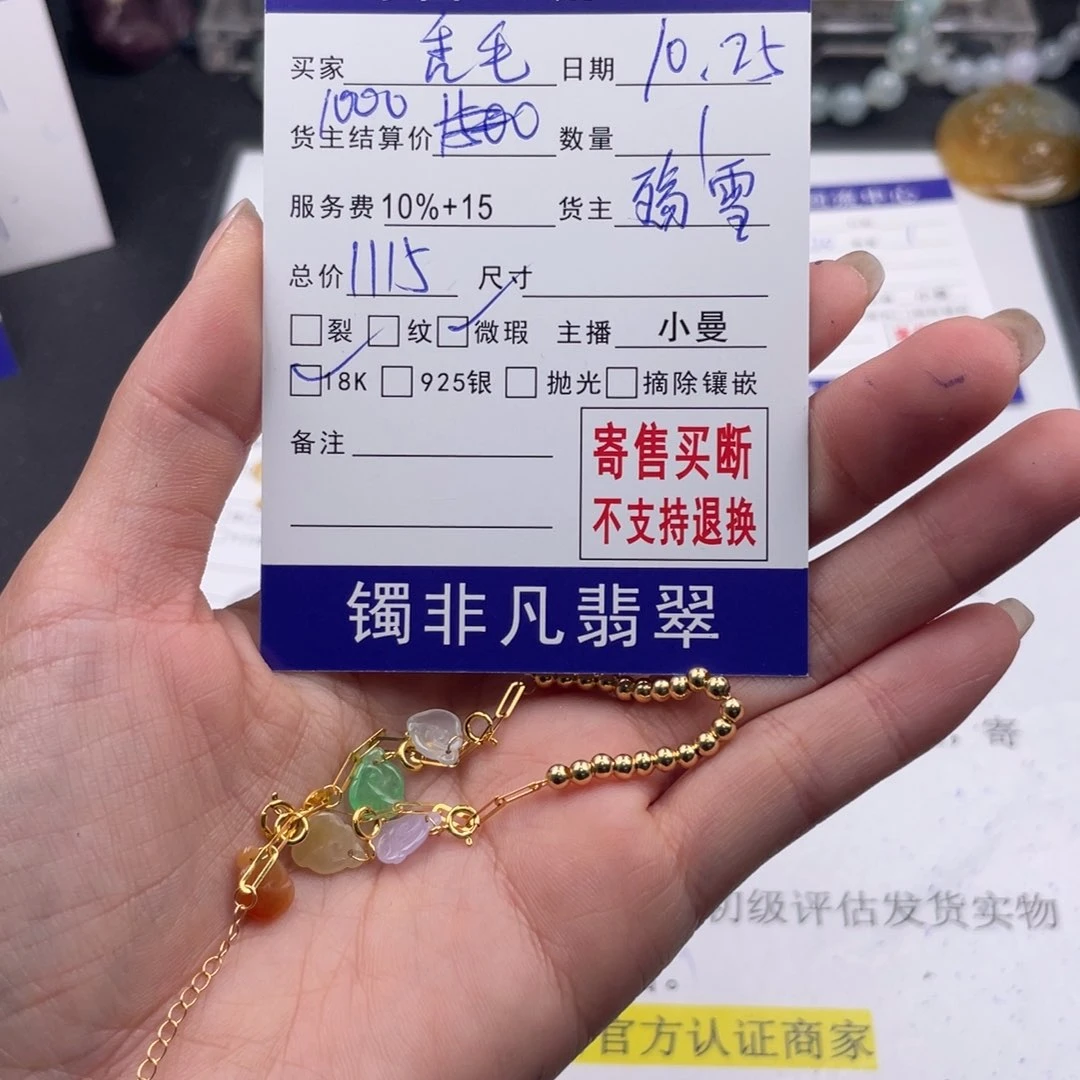 买家 吉毛 日期 10.25
1000
货主结算价 1500 数量 1
服务费 10%+15 货主 瑞雪
总价 1115 尺寸
裂 纹 微瑕 主播 小曼
18K 925银 抛光 摘除镶嵌
备注
寄售买断
不支持退换
镯非凡翡翠
寄
初级评估发货实物
官方认证商家